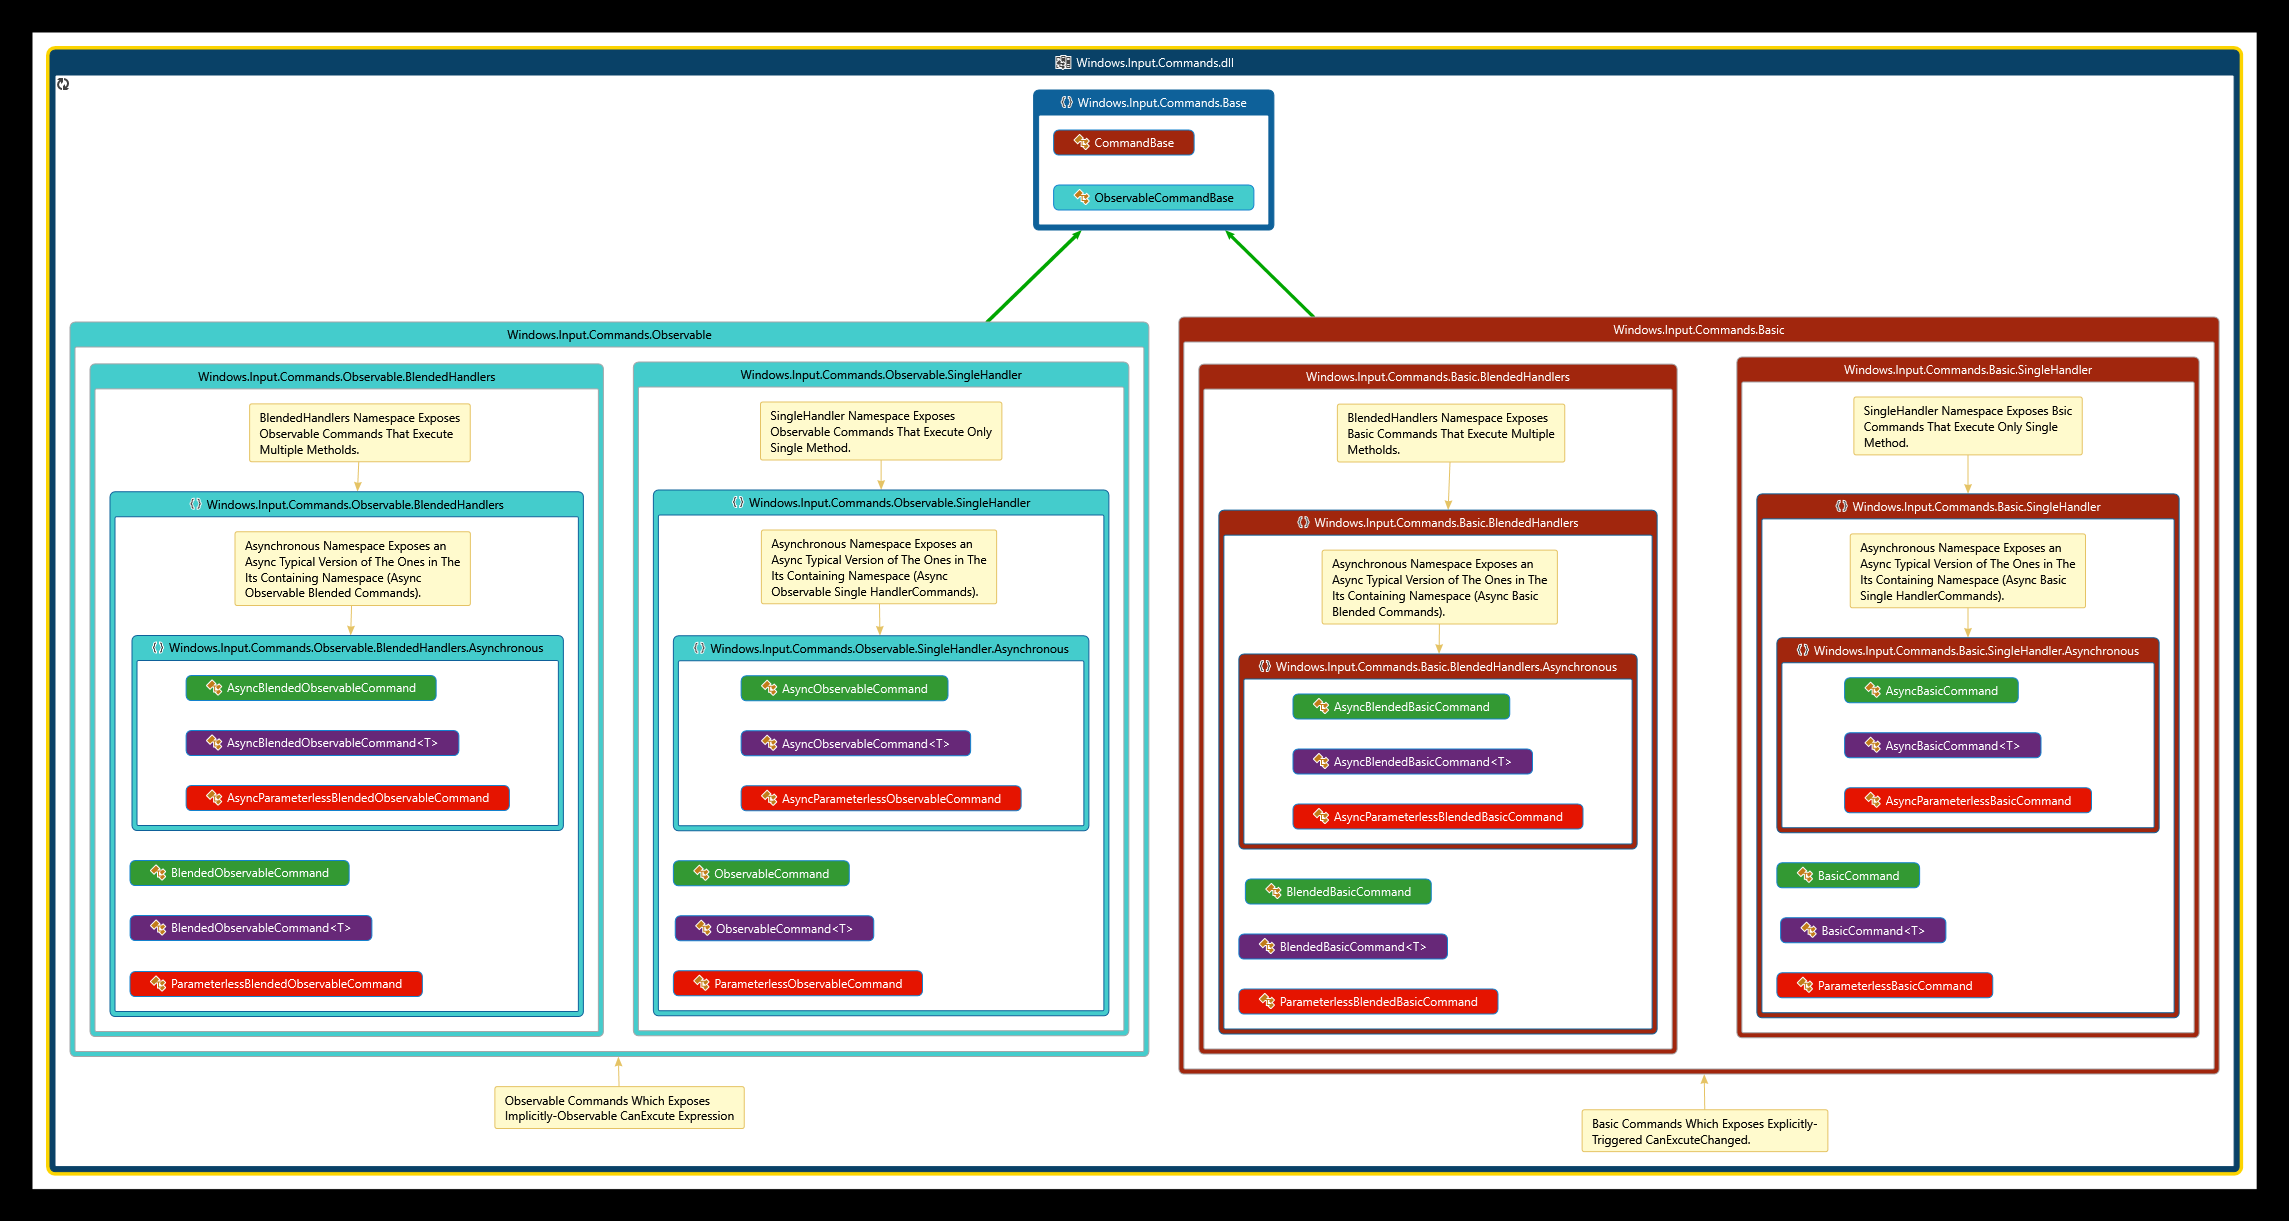 Windows.Input.Commands.dll
Windows.Input.Commands.Base
CommandBase
ObservableCommandBase
Windows.Input.Commands.Observable
Windows.Input.Commands.Observable.BlendedHandlers
BlendedHandlers Namespace Exposes
Observable Commands That Execute
Multiple Metholds.
Windows.Input.Commands.Observable.BlendedHandlers
Asynchronous Namespace Exposes an
Async Typical Version of The Ones in The
Its Containing Namespace (Async
Observable Blended Commands).
Windows.Input.Commands.Observable.BlendedHandlers.Asynchronous
AsyncBlendedObservableCommand
AsyncBlendedObservableCommand<T>
AsyncParameterlessBlendedObservableCommand
BlendedObservableCommand
BlendedObservableCommand<T>
ParameterlessBlendedObservableCommand
Windows.Input.Commands.Observable.SingleHandler
SingleHandler Namespace Exposes
Observable Commands That Execute Only
Single Method.
Windows.Input.Commands.Observable.SingleHandler
Asynchronous Namespace Exposes an
Async Typical Version of The Ones in The
Its Containing Namespace (Async
Observable Single HandlerCommands).
Windows.Input.Commands.Observable.SingleHandler.Asynchronous
AsyncObservableCommand
AsyncObservableCommand<T>
AsyncParameterlessObservableCommand
ObservableCommand
ObservableCommand<T>
ParameterlessObservableCommand
Observable Commands Which Exposes
Implicitly-Observable CanExcute Expression
Windows.Input.Commands.Basic
Windows.Input.Commands.Basic.BlendedHandlers
BlendedHandlers Namespace Exposes
Basic Commands That Execute Multiple
Metholds.
Windows.Input.Commands.Basic.BlendedHandlers
Asynchronous Namespace Exposes an
Async Typical Version of The Ones in The
Its Containing Namespace (Async Basic
Blended Commands).
Windows.Input.Commands.Basic.BlendedHandlers.Asynchronous
AsyncBlendedBasicCommand
AsyncBlendedBasicCommand<T>
AsyncParameterlessBlendedBasicCommand
BlendedBasicCommand
BlendedBasicCommand<T>
ParameterlessBlendedBasicCommand
Windows.Input.Commands.Basic.SingleHandler
SingleHandler Namespace Exposes Bsic
Commands That Execute Only Single
Method.
Windows.Input.Commands.Basic.SingleHandler
Asynchronous Namespace Exposes an
Async Typical Version of The Ones in The
Its Containing Namespace (Async Basic
Single HandlerCommands).
Windows.Input.Commands.Basic.SingleHandler.Asynchronous
AsyncBasicCommand
AsyncBasicCommand<T>
AsyncParameterlessBasicCommand
BasicCommand
BasicCommand<T>
ParameterlessBasicCommand
Basic Commands Which Exposes Explicitly-
Triggered CanExcuteChanged.